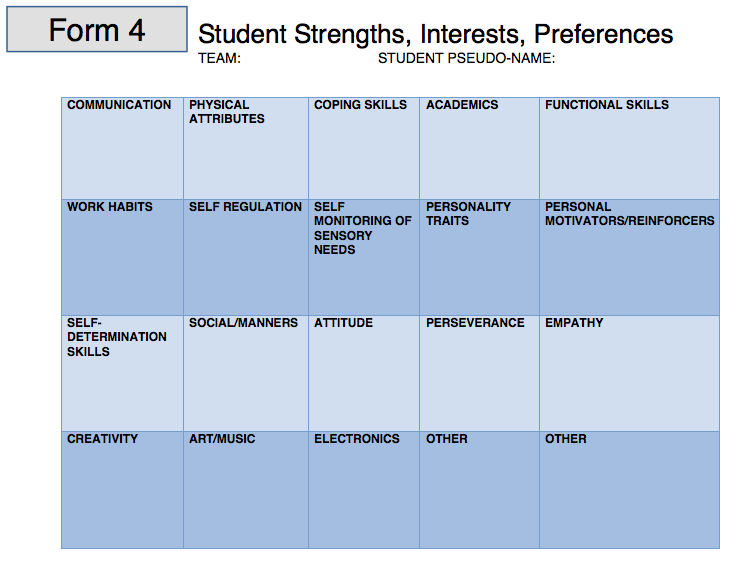 Form 4
Student Strengths, Interests, Preferences
TEAM: STUDENT PSEUDO-NAME:
COMMUNICATION
PHYSICAL
ATTRIBUTES
COPING SKILLS
ACADEMICS
FUNCTIONAL SKILLS
WORK HABITS
SELF REGULATION
SELF
MONITORING OF
SENSORY
NEEDS
PERSONALITY
TRAITS
PERSONAL
MOTIVATORS/REINFORCERS
SELF-
DETERMINATION
SKILLS
SOCIAL/MANNERS
ATTITUDE
PERSEVERANCE
EMPATHY
CREATIVITY
ART/MUSIC
ELECTRONICS
OTHER
OTHER